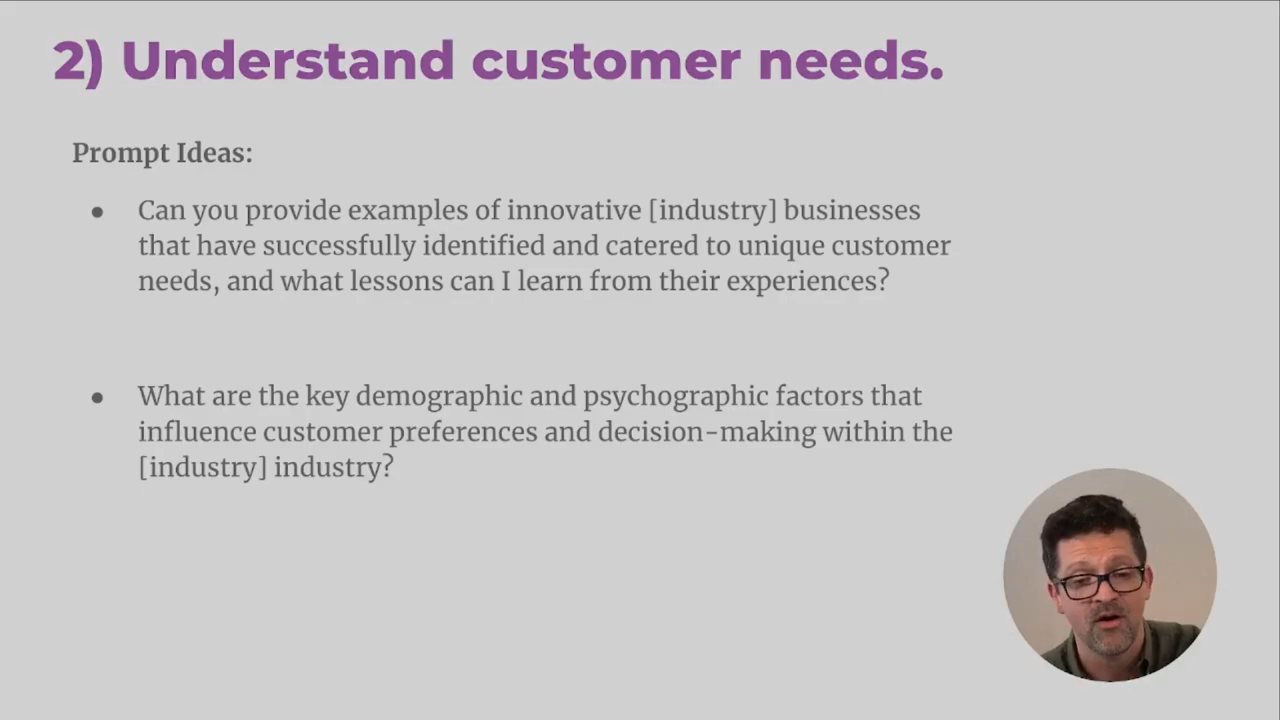 2) Understand customer needs.
Prompt Ideas:
● Can you provide examples of innovative [industry] businesses
that have successfully identified and catered to unique customer
needs, and what lessons can I learn from their experiences?
● What are the key demographic and psychographic factors that
influence customer preferences and decision-making within the
[industry] industry?